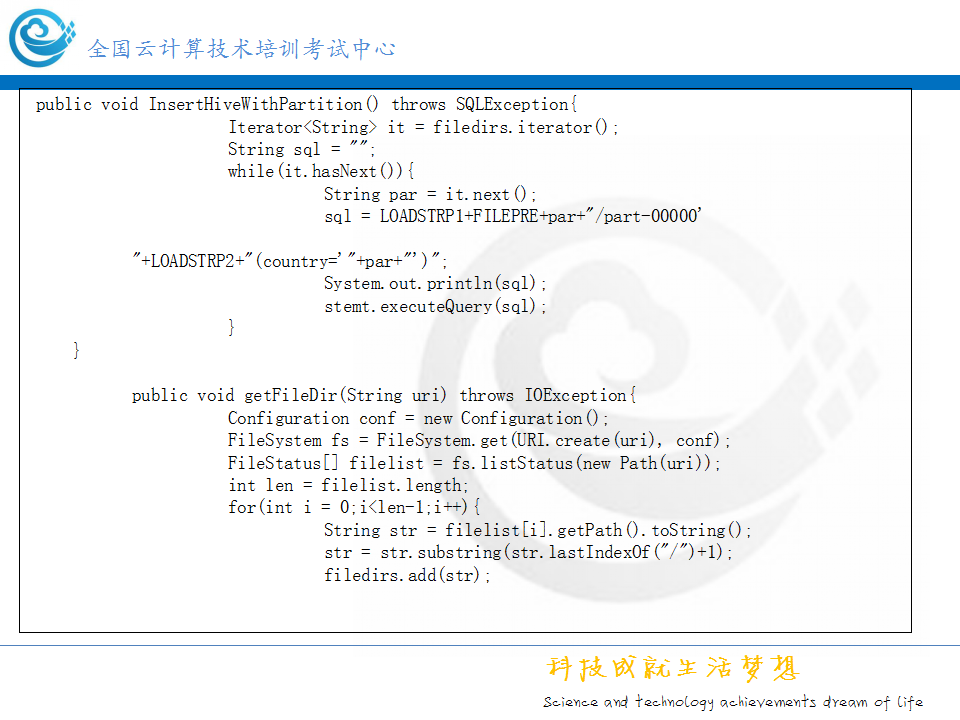 全国云计算技术培训考试中心
public void InsertHiveWithPartition() throws SQLException{
Iterator<String> it = filedirs.iterator();
String sql = "";
while(it.hasNext()){
String par = it.next();
sql = LOADSTRP1+FILEPRE+par+"/part-00000'
"+LOADSTRP2+"(country='"+par+"')";
System.out.println(sql);
stemt.executeQuery(sql);
}
}
public void getFileDir(String uri) throws IOException{
Configuration conf = new Configuration();
FileSystem fs = FileSystem.get(URI.create(uri), conf);
FileStatus[] filelist = fs.listStatus(new Path(uri));
int len = filelist.length;
for(int i = 0;i<len-1;i++){
String str = filelist[i].getPath().toString();
str = str.substring(str.lastIndexOf("/")+1);
filedirs.add(str);
科技成就生活梦想
Science and technology achievements dream of life